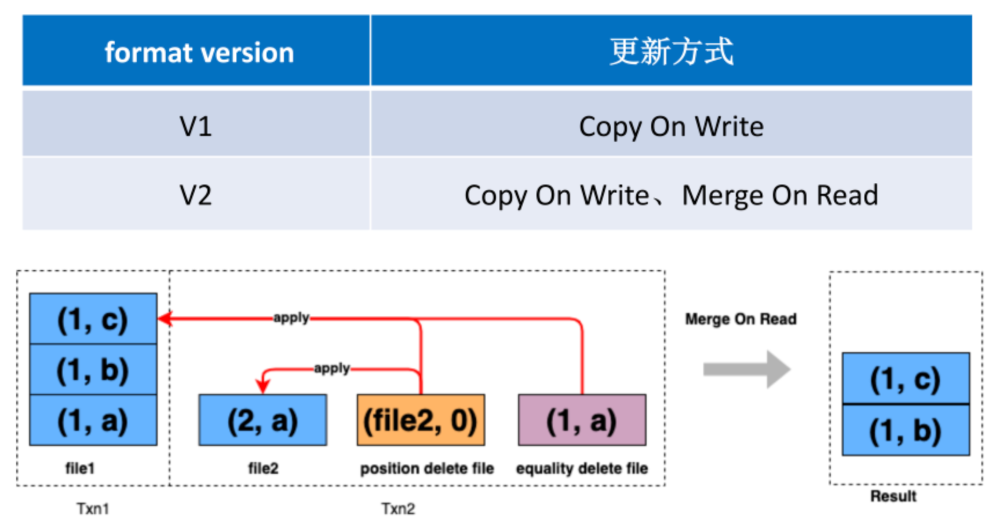 format version
更新方式
V1
Copy On Write
V2
Copy On Write、Merge On Read
(1, c)
(1, b)
(1, a)
file1
apply
apply
(2, a)
file2
(file2, 0)
position delete file
(1, a)
equality delete file
Txn1
Txn2
Merge On Read
(1, c)
(1, b)
Result